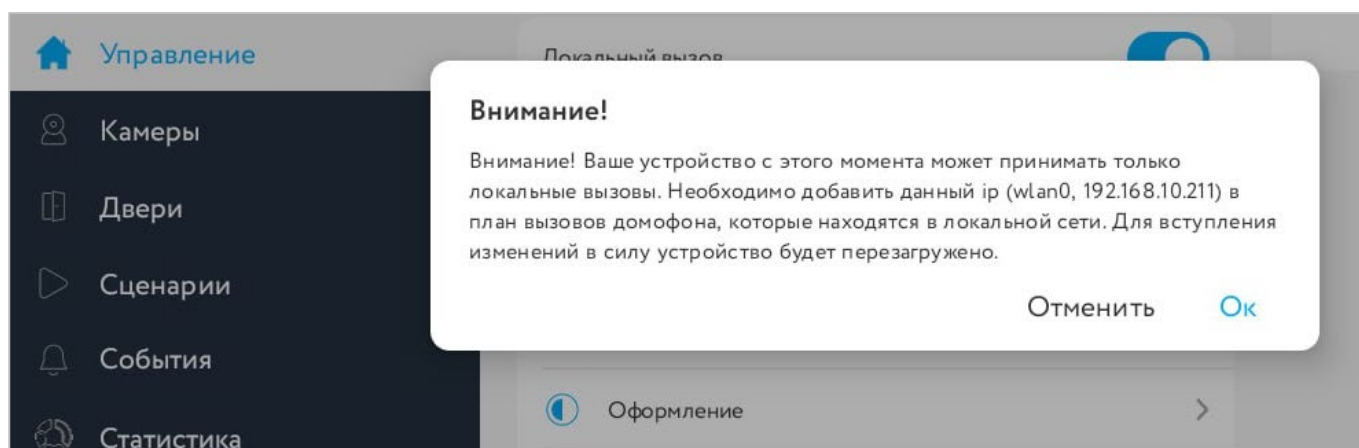 Управление
Локальный вызов
Внимание!
Внимание! Ваше устройство с этого момента может принимать только
локальные вызовы. Необходимо добавить данный ip (wlan0, 192.168.10.211) в
план вызовов домофона, которые находятся в локальной сети. Для вступления
изменений в силу устройство будет перезагружено.
Отменить Ок
Камеры
Двери
Сценарии
События
Оформление
Статистика